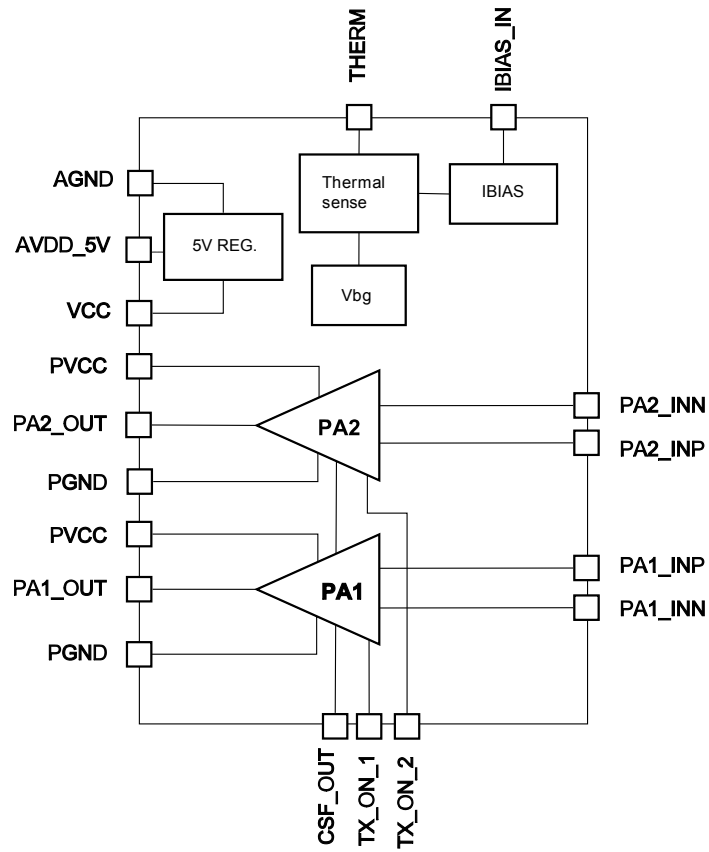 THERM
IBIAS_IN
AGND
AVDD_5V
VCC
5V REG.
Thermal
sense
IBIAS
Vbg
PVCC
PA2_OUT
PGND
PA2
PA2_INN
PA2_INP
PVCC
PA1_OUT
PGND
PA1
PA1_INP
PA1_INN
CSF_OUT
TX_ON_1
TX_ON_2